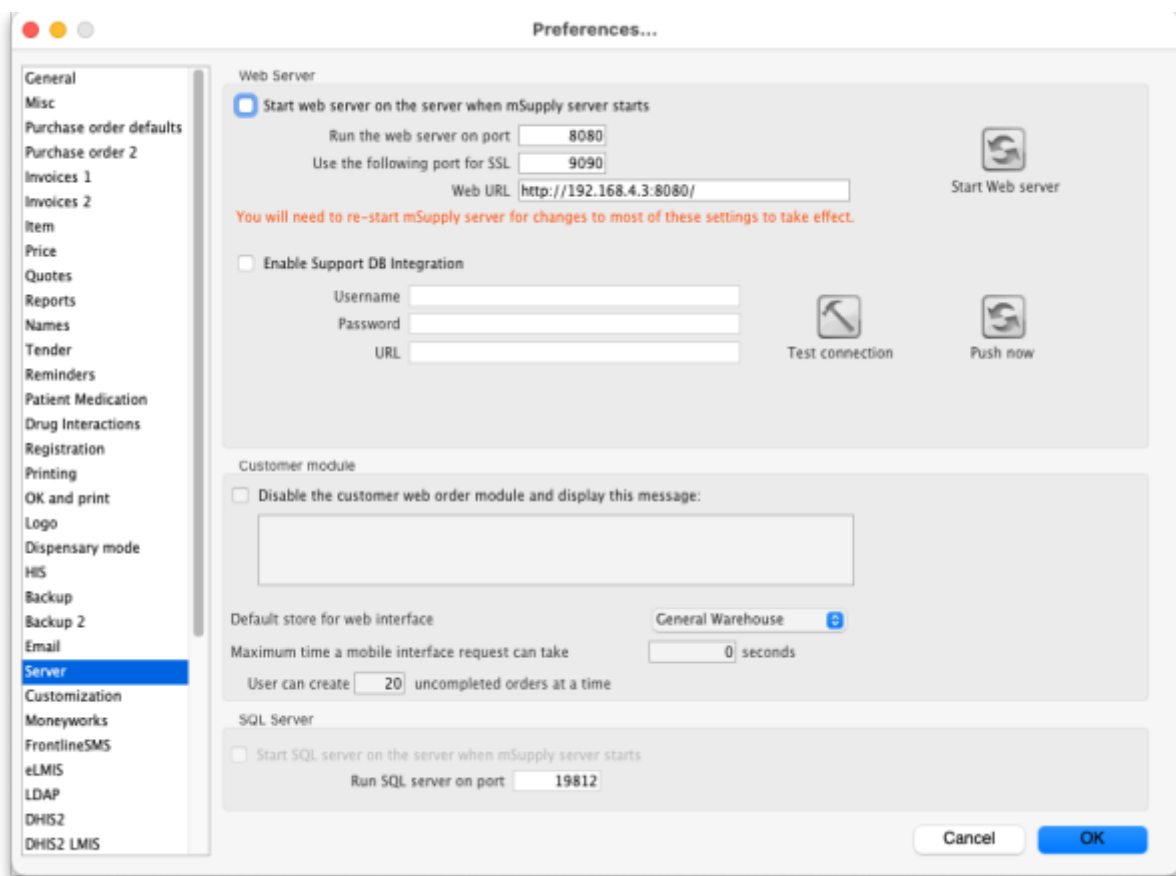 Preferences...
General
Misc
Purchase order defaults
Purchase order 2
Invoices 1
Invoices 2
Item
Price
Quotes
Reports
Names
Tender
Reminders
Patient Medication
Drug Interactions
Registration
Printing
OK and print
Logo
Dispensary mode
HIS
Backup
Backup 2
Email
Server
Customization
Moneyworks
FrontlineSMS
eLMIS
LDAP
DHIS2
DHIS2 LMIS
Web Server
Start web server on the server when mSupply server starts
Run the web server on port 8080
Use the following port for SSL 9090
Web URL http://192.168.4.3:8080/
Start Web server
You will need to re-start mSupply server for changes to most of these settings to take effect.
Enable Support DB Integration
Username
Password
URL
Test connection
Push now
Customer module
Disable the customer web order module and display this message:
Default store for web interface General Warehouse
Maximum time a mobile interface request can take 0 seconds
User can create 20 uncompleted orders at a time
SQL Server
Start SQL server on the server when mSupply server starts
Run SQL server on port 19812
Cancel
OK